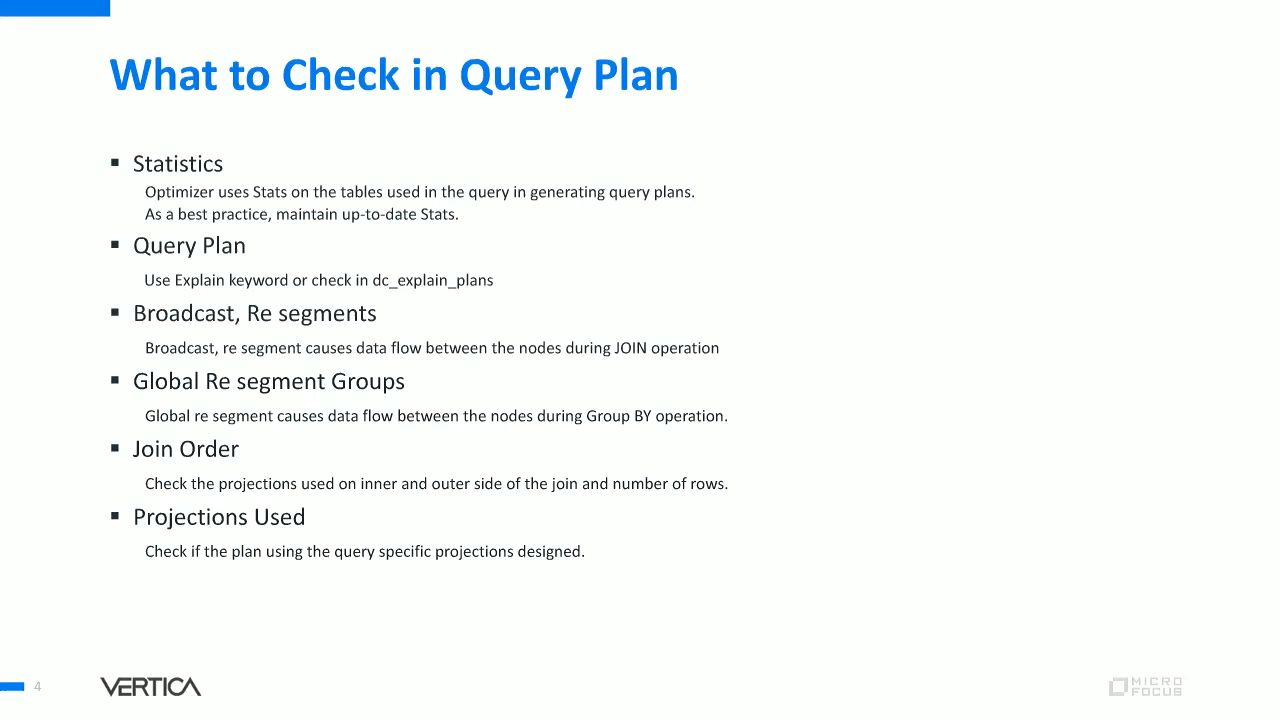 What to Check in Query Plan
▪ Statistics
Optimizer uses Stats on the tables used in the query in generating query plans.
As a best practice, maintain up-to-date Stats.
▪ Query Plan
Use Explain keyword or check in dc_explain_plans
▪ Broadcast, Re segments
Broadcast, re segment causes data flow between the nodes during JOIN operation
▪ Global Re segment Groups
Global re segment causes data flow between the nodes during Group BY operation.
▪ Join Order
Check the projections used on inner and outer side of the join and number of rows.
▪ Projections Used
Check if the plan using the query specific projections designed.
4
VERTICA
MICRO
FOCUS